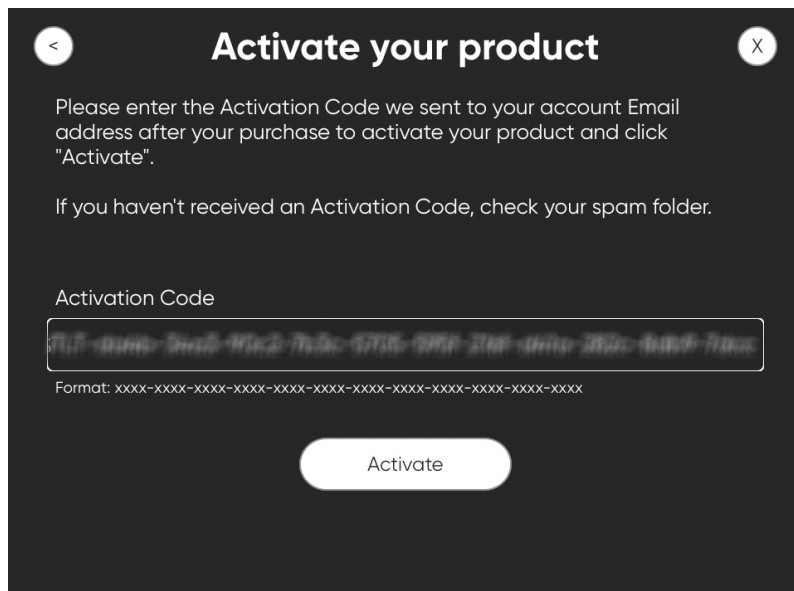 <
Activate your product
X
Please enter the Activation Code we sent to your account Email
address after your purchase to activate your product and click
"Activate".
If you haven't received an Activation Code, check your spam folder.
Activation Code
Format: xxxx-xxxx-xxxx-xxxx-xxxx-xxxx-xxxx-xxxx-xxxx-xxxx-xxxx-xxxx
Activate